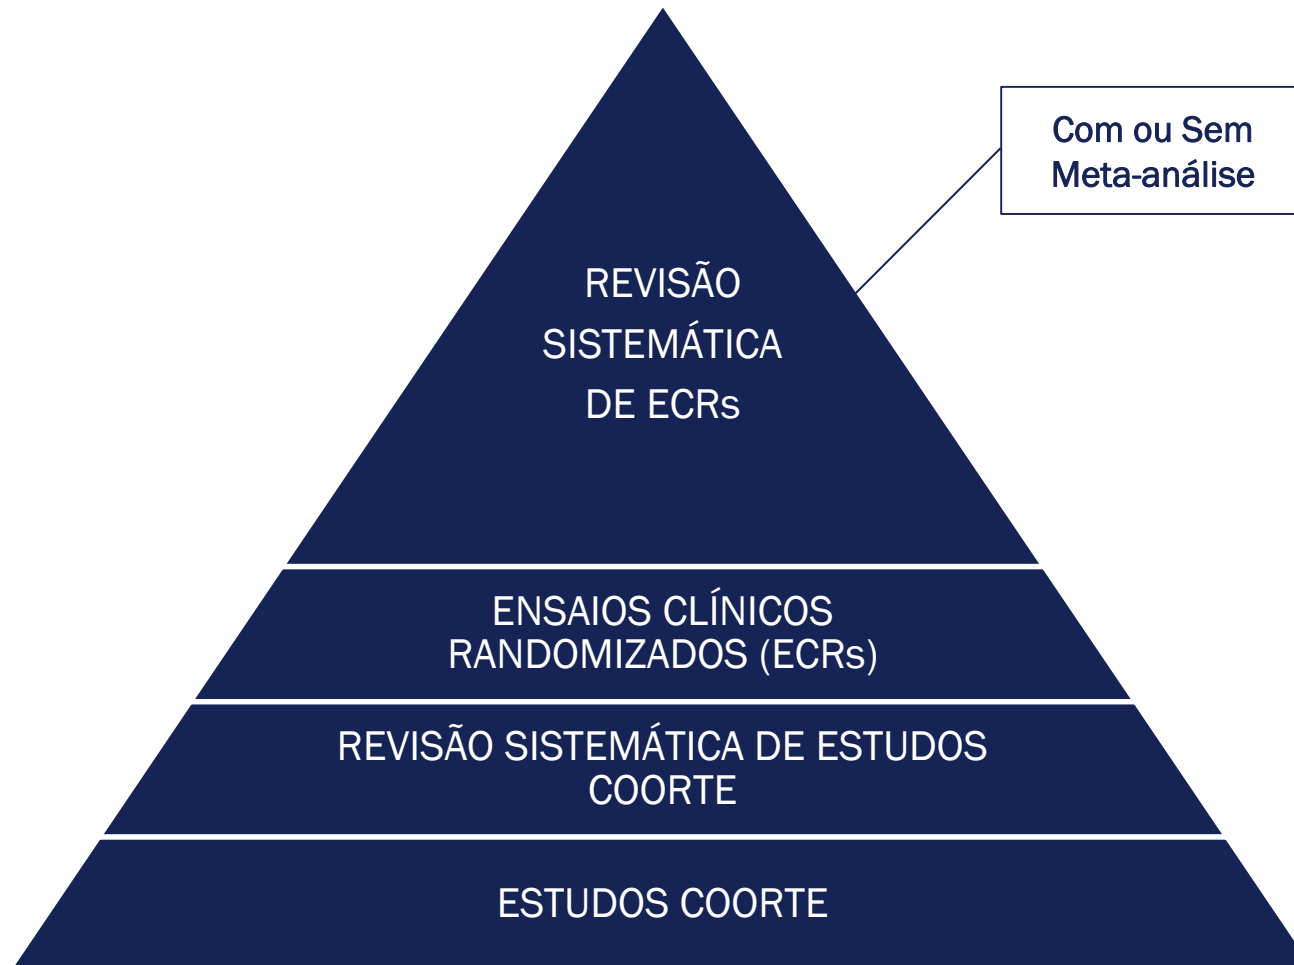 Com ou Sem
Meta-análise
REVISÃO
SISTEMÁTICA
DE ECRs
ENSAIOS CLÍNICOS
RANDOMIZADOS (ECRs)
REVISÃO SISTEMÁTICA DE ESTUDOS
COORTE
ESTUDOS COORTE